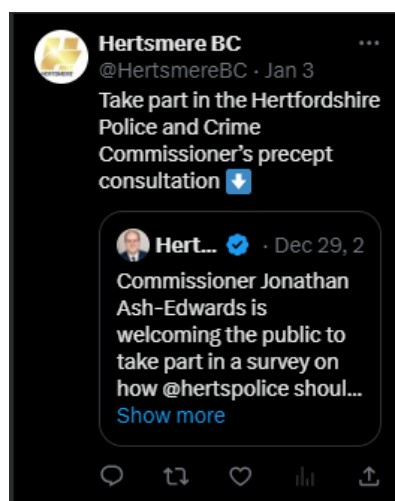 Hertsmere BC
@HertsmereBC · Jan 3
Take part in the Hertfordshire
Police and Crime
Commissioner's precept
consultation ⬇️
Hert... · Dec 29, 2
Commissioner Jonathan
Ash-Edwards is
welcoming the public to
take part in a survey on
how @hertspolice shoul...
Show more